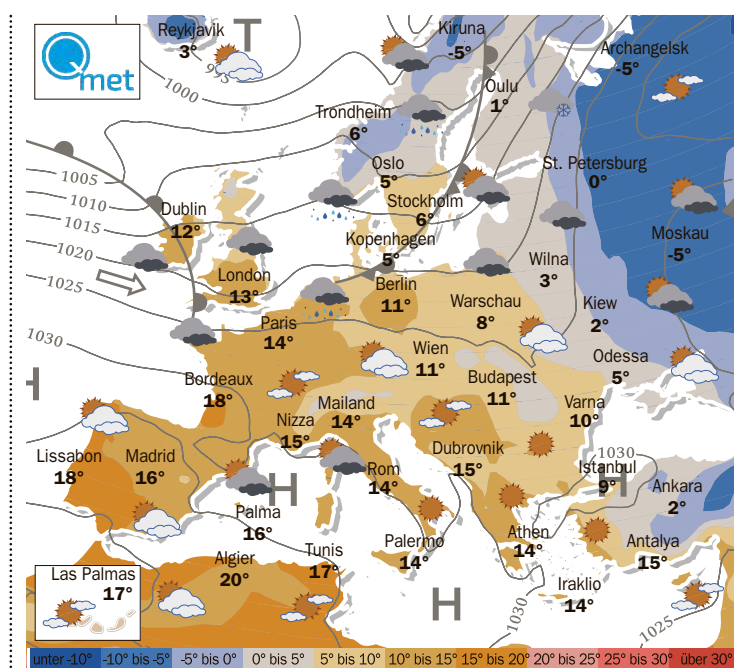 Qmet
Reykjavik
3°
T
995
1000
Kiruna
-5°
Archangelsk
-5°
Oulu
1°
Trondheim
6°
Oslo
5°
St. Petersburg
0°
Stockholm
6°
1005
1010
1015
1020
1025
1030
Dublin
12°
Kopenhagen
5°
Moskau
-5°
Wilna
3°
London
13°
Berlin
11°
Warschau
8°
Kiew
2°
Paris
14°
Wien
11°
Odessa
5°
H
Bordeaux
18°
Budapest
11°
Mailand
14°
Varna
10°
Nizza
15°
Lissabon
18°
Madrid
16°
Rom
14°
Dubrovnik
15°
1030
Istanbul
9°
H
Ankara
2°
H
Palma
16°
Palermo
14°
Athen
14°
Antalya
15°
Algier
20°
Tunis
17°
Iraklio
14°
H
1030
1025
Las Palmas
17°
unter -10° -10° bis -5° -5° bis 0° 0° bis 5° 5° bis 10° 10° bis 15° 15° bis 20° 20° bis 25° 25° bis 30° über 30°